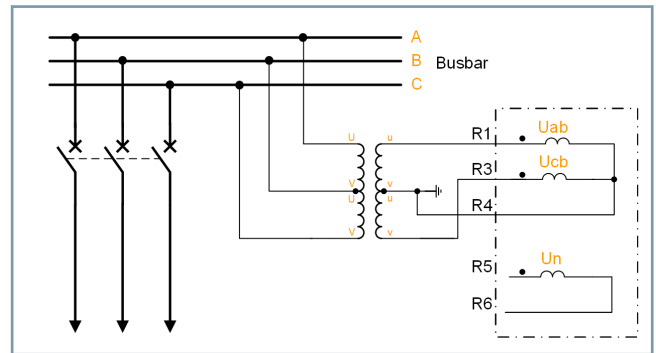 A
B Busbar
C
U u R1 Uab
V v R3 Ucb
U u
R4
V v
R5 Un
R6